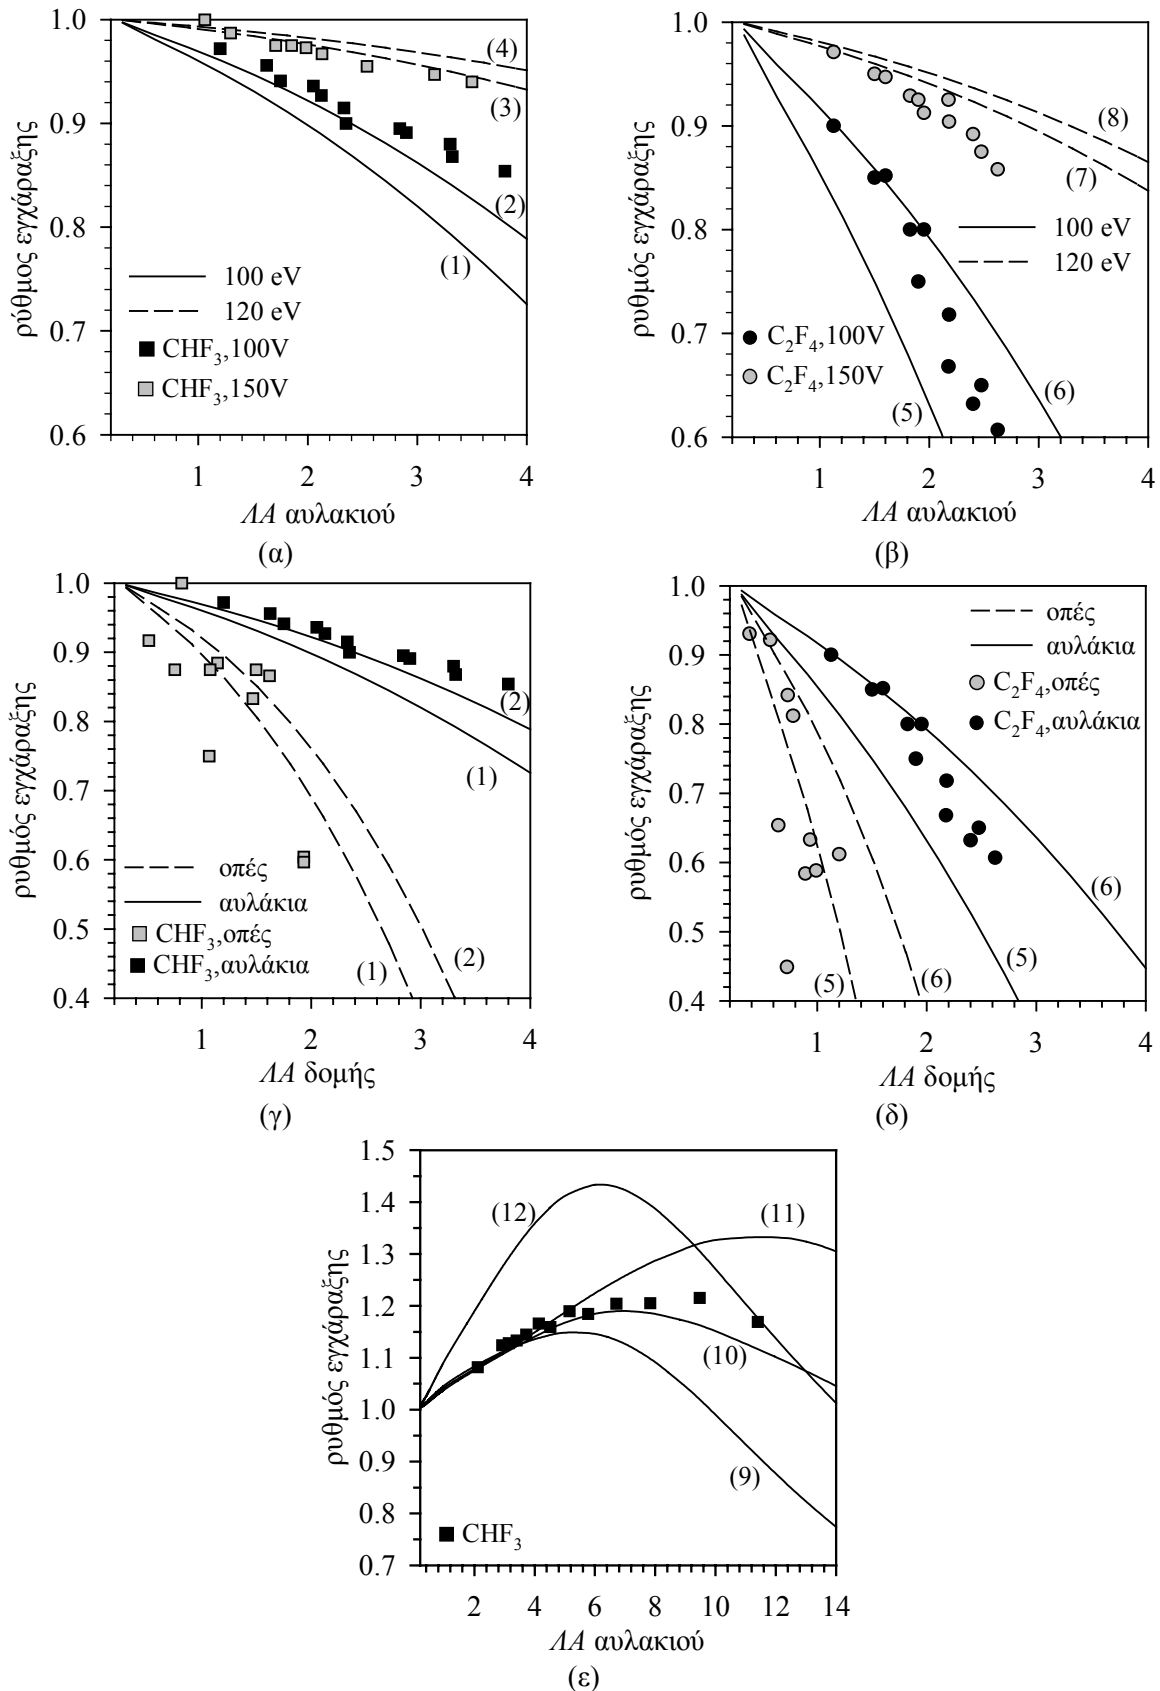 1.0
0.9
0.8
0.7
0.6
ρύθμος εγχάραξης
(4)
(3)
(2)
(1)
100 eV
120 eV
CHF3,100V
CHF3,150V
1 2 3 4
ΛΑ αυλακιού
(α)
1.0
0.9
0.8
0.7
0.6
ρυθμός εγχάραξης
(8)
(7)
100 eV
120 eV
C2F4,100V
C2F4,150V
(5)
(6)
1 2 3 4
ΛΑ αυλακιού
(β)
1.0
0.9
0.8
0.7
0.6
0.5
0.4
ρυθμός εγχάραξης
(2)
(1)
οπές
αυλάκια
CHF3,οπές
CHF3,αυλάκια
(1)
(2)
1 2 3 4
ΛΑ δομής
(γ)
1.0
0.9
0.8
0.7
0.6
0.5
0.4
ρυθμός εγχάραξης
οπές
αυλάκια
C2F4,οπές
C2F4,αυλάκια
(6)
(5)
(6)
(5)
1 2 3 4
ΛΑ δομής
(δ)
1.5
1.4
1.3
1.2
1.1
1.0
0.9
0.8
0.7
ρυθμός εγχάραξης
(12)
(11)
(10)
(9)
CHF3
2 4 6 8 10 12 14
ΛΑ αυλακιού
(ε)